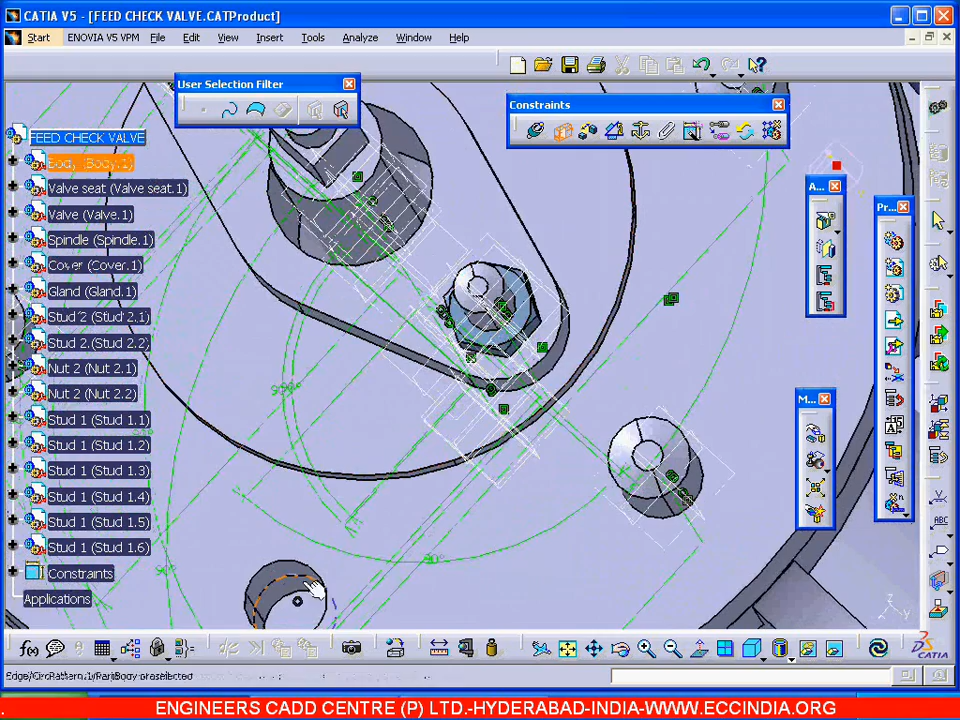 CATIA V5 - [FEED CHECK VALVE.CATProduct]
Start ENOVIA V5 VPM File Edit View Insert Tools Analyze Window Help
User Selection Filter
Constraints
FEED CHECK VALVE
Body (Body.1)
Valve seat (Valve seat.1)
Valve (Valve.1)
Spindle (Spindle.1)
Cover (Cover.1)
Gland (Gland.1)
Stud 2 (Stud 2.1)
Stud 2 (Stud 2.2)
Nut 2 (Nut 2.1)
Nut 2 (Nut 2.2)
Stud 1 (Stud 1.1)
Stud 1 (Stud 1.2)
Stud 1 (Stud 1.3)
Stud 1 (Stud 1.4)
Stud 1 (Stud 1.5)
Stud 1 (Stud 1.6)
Constraints
Applications
A...
Pr...
M...
ABC
f(x)
CATIA
Edge/CircPattern.1/PartBody preselected
ENGINEERS CADD CENTRE (P) LTD.-HYDERABAD-INDIA-WWW.ECCINDIA.ORG